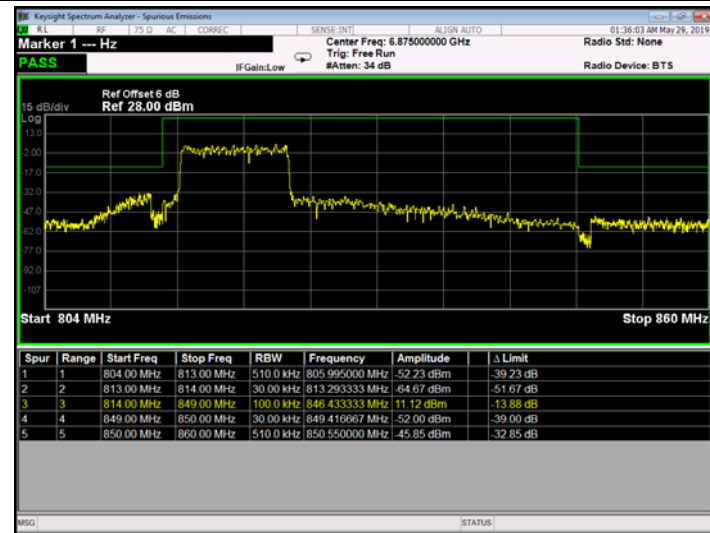 Keysight Spectrum Analyzer - Spurious Emissions
RL RF 75 Ω AC CORREC SENSE:INT ALIGN AUTO 01:36:03 AM May 29, 2019
Marker 1 --- Hz Center Freq: 6.875000000 GHz Radio Std: None
Trig: Free Run
PASS IFGain:Low #Atten: 34 dB Radio Device: BTS
Ref Offset 6 dB
15 dB/div Ref 28.00 dBm
Log
13.0
-2.00
-17.0
-32.0
-47.0
-62.0
-77.0
-92.0
-107
Start 804 MHz Stop 860 MHz
Spur Range Start Freq Stop Freq RBW Frequency Amplitude Δ Limit
1 1 804.00 MHz 813.00 MHz 510.0 kHz 805.995000 MHz -52.23 dBm -39.23 dB
2 2 813.00 MHz 814.00 MHz 30.00 kHz 813.293333 MHz -64.67 dBm -51.67 dB
3 3 814.00 MHz 849.00 MHz 100.0 kHz 846.433333 MHz 11.12 dBm -13.88 dB
4 4 849.00 MHz 850.00 MHz 30.00 kHz 849.416667 MHz -52.00 dBm -39.00 dB
5 5 850.00 MHz 860.00 MHz 510.0 kHz 850.550000 MHz -45.85 dBm -32.85 dB
MSG STATUS